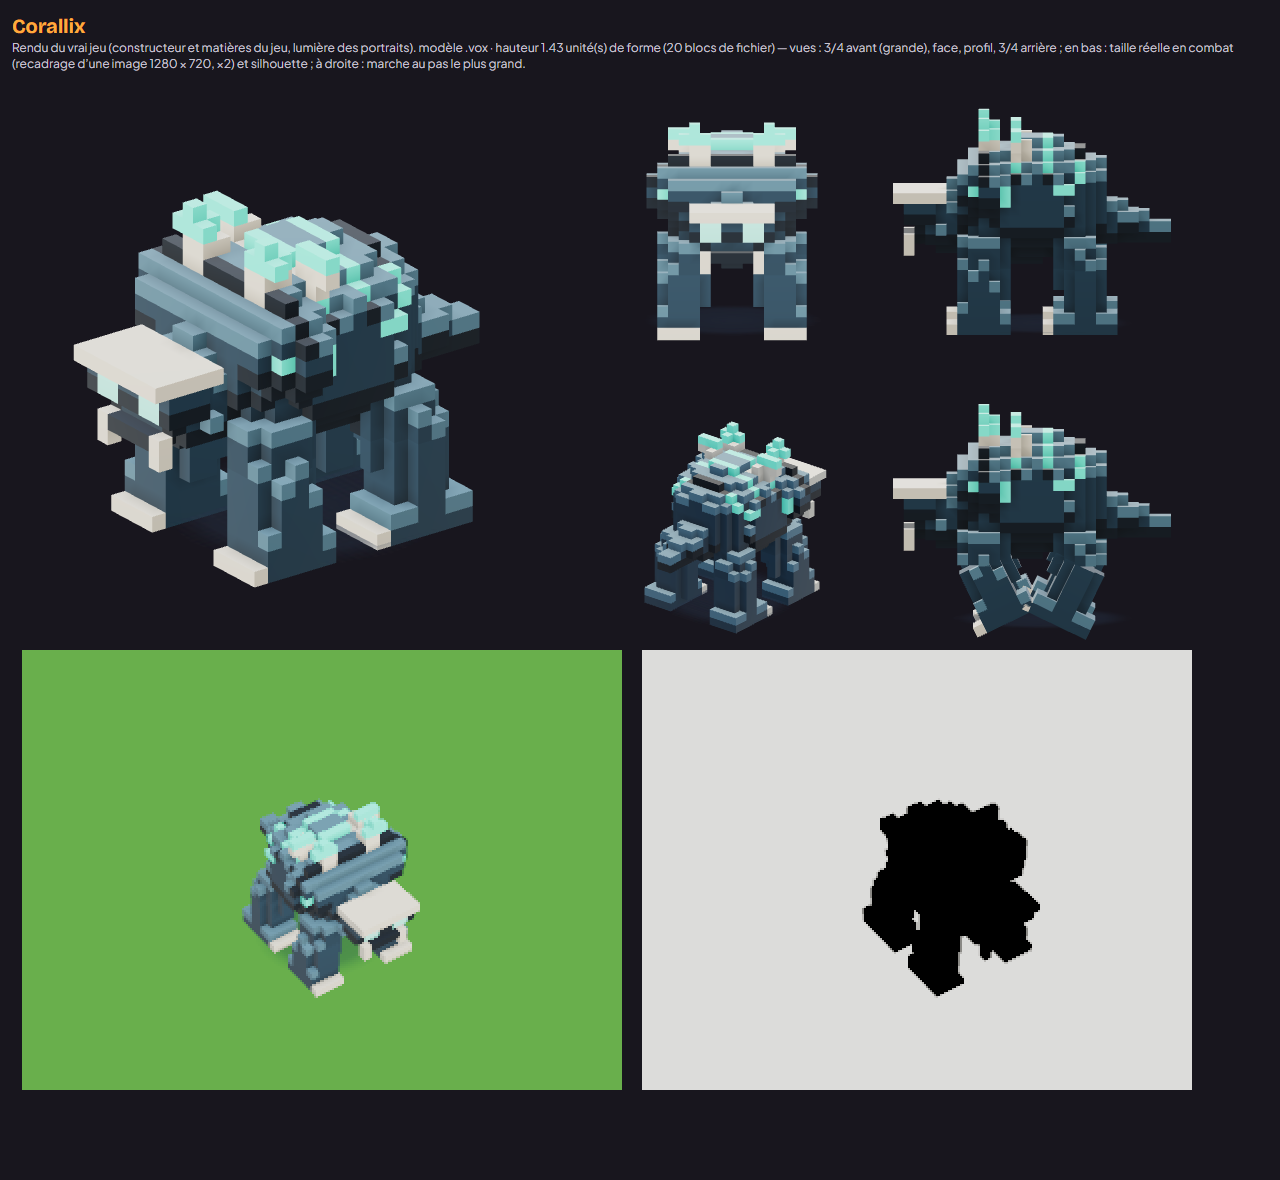 Corallix
Rendu du vrai jeu (constructeur et matières du jeu, lumière des portraits). modèle .vox · hauteur 1.43 unité(s) de forme (20 blocs de fichier) — vues : 3/4 avant (grande), face, profil, 3/4 arrière ; en bas : taille réelle en combat
(recadrage d'une image 1280 × 720, ×2) et silhouette ; à droite : marche au pas le plus grand.